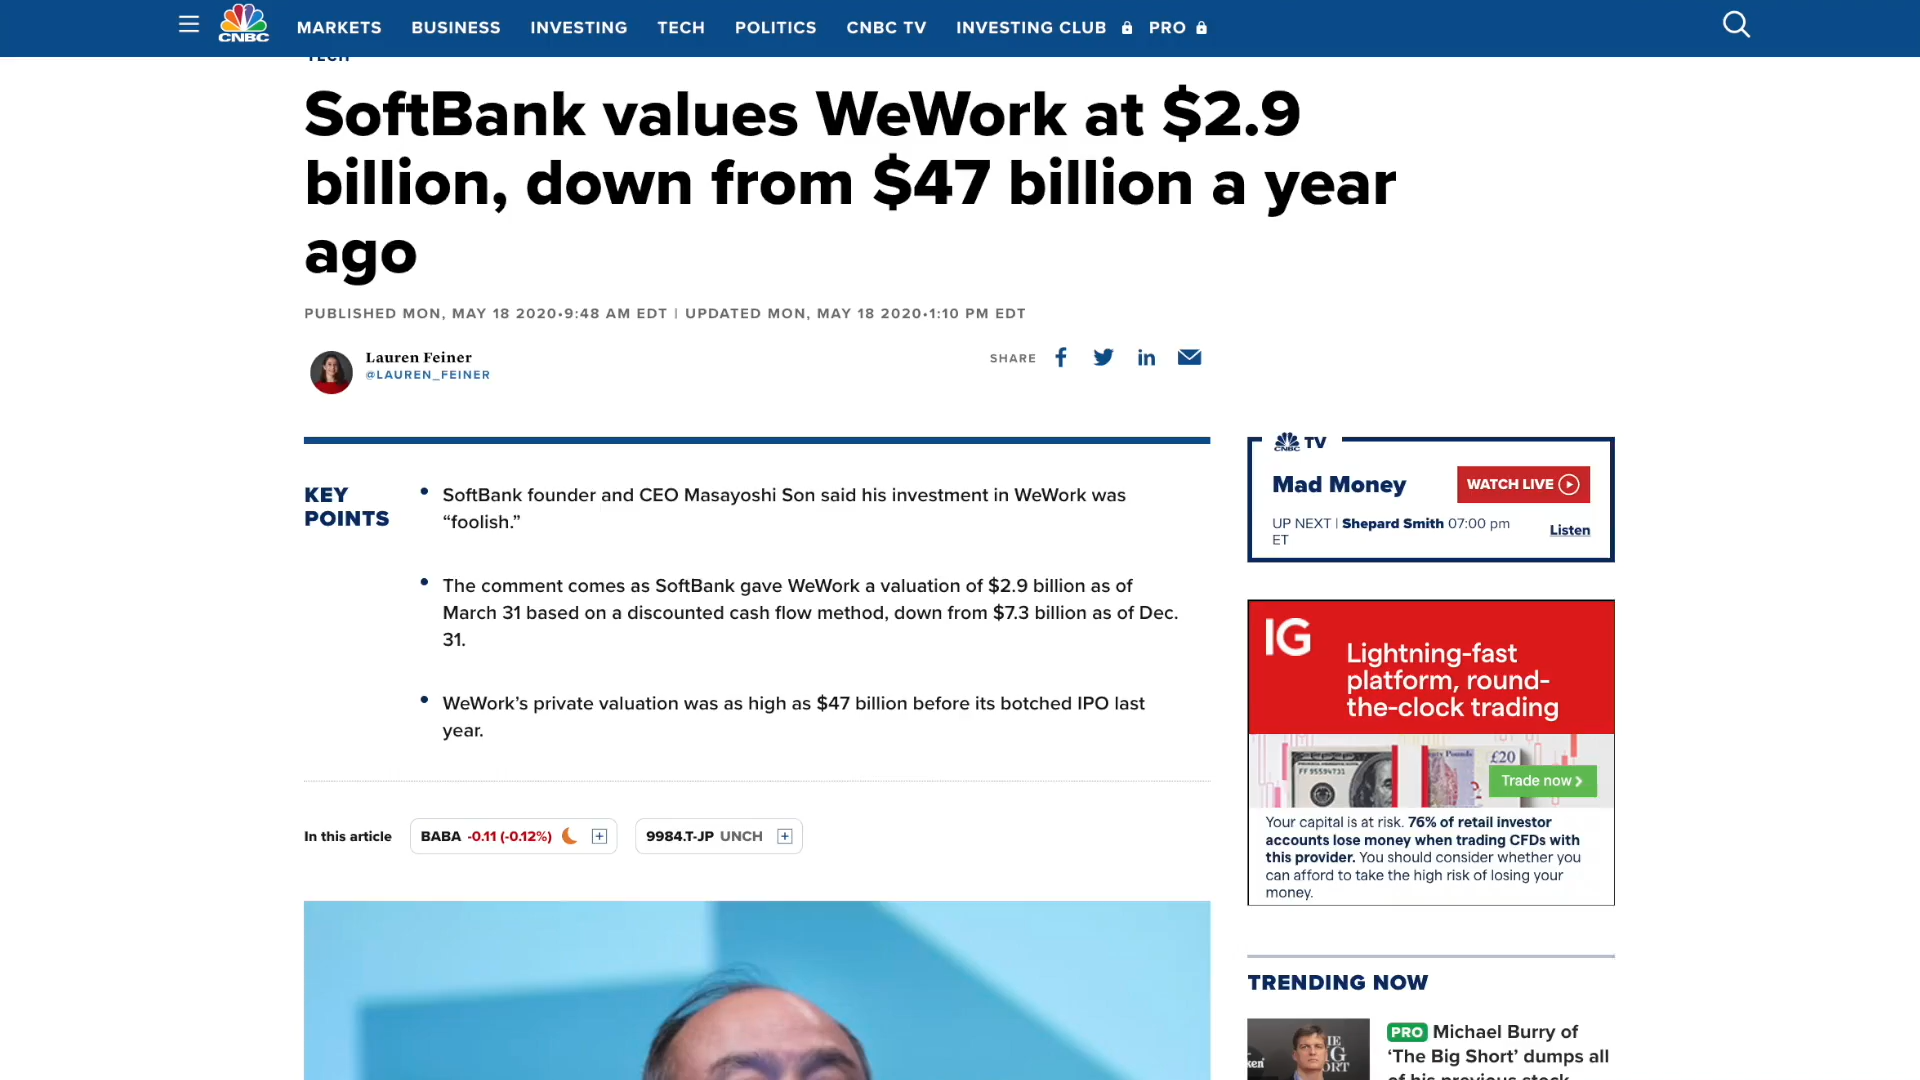 CNBC
MARKETS BUSINESS INVESTING TECH POLITICS CNBC TV INVESTING CLUB PRO
TECH
SoftBank values WeWork at $2.9
billion, down from $47 billion a year
ago
PUBLISHED MON, MAY 18 2020•9:48 AM EDT | UPDATED MON, MAY 18 2020•1:10 PM EDT
Lauren Feiner
@LAUREN_FEINER
SHARE
KEY
POINTS
• SoftBank founder and CEO Masayoshi Son said his investment in WeWork was
“foolish.”
• The comment comes as SoftBank gave WeWork a valuation of $2.9 billion as of
March 31 based on a discounted cash flow method, down from $7.3 billion as of Dec.
31.
• WeWork’s private valuation was as high as $47 billion before its botched IPO last
year.
In this article BABA -0.11 (-0.12%) 9984.T-JP UNCH
CNBC TV
Mad Money WATCH LIVE
UP NEXT | Shepard Smith 07:00 pm
ET
Listen
IG
Lightning-fast
platform, round-
the-clock trading
£20
Trade now
Your capital is at risk. 76% of retail investor
accounts lose money when trading CFDs with
this provider. You should consider whether you
can afford to take the high risk of losing your
money.
TRENDING NOW
PRO Michael Burry of
‘The Big Short’ dumps all
of his previous stock